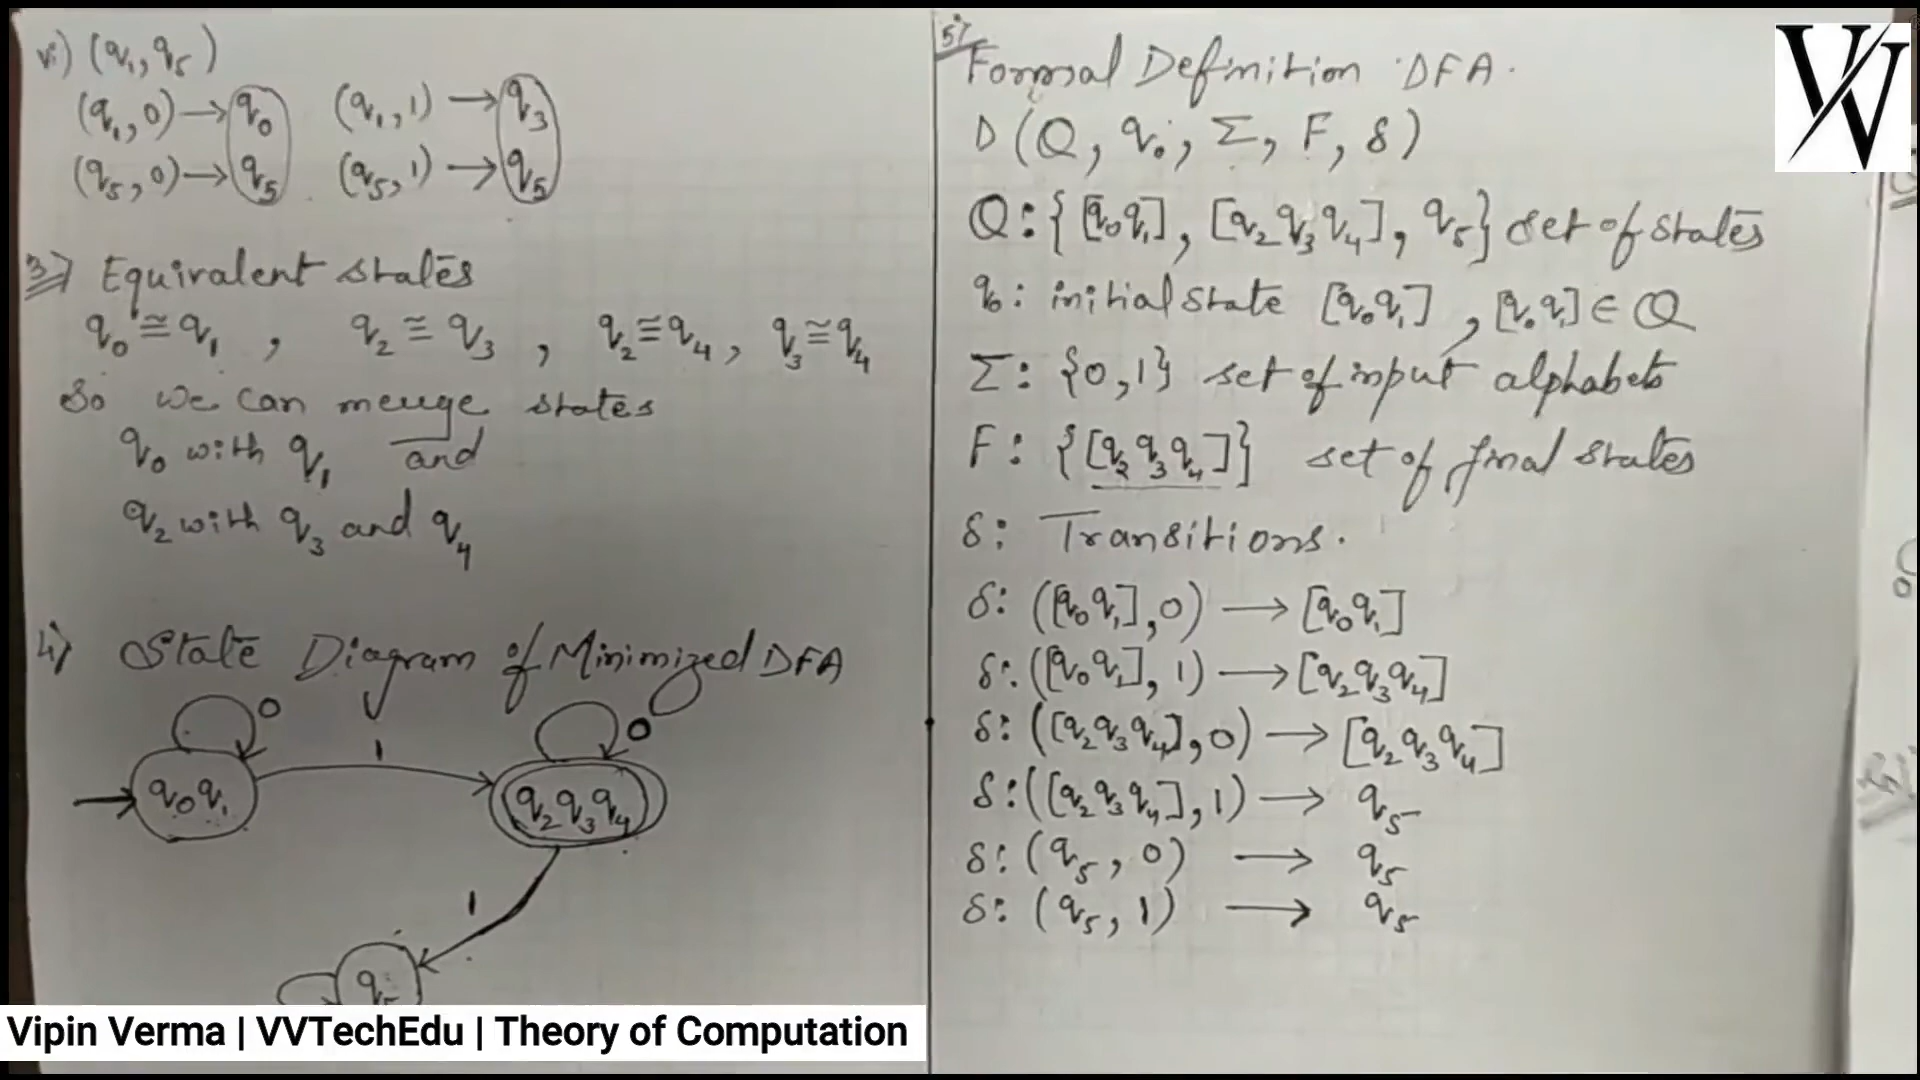 vi) (q₁, q₅)
(q₁, 0) → q₀ (q₁, 1) → q₃
(q₅, 0) → q₅ (q₅, 1) → q₅
3) Equivalent states
q₀ ≅ q₁ , q₂ ≅ q₃ , q₂ ≅ q₄ , q₃ ≅ q₄
So we can merge states
q₀ with q₁ and
q₂ with q₃ and q₄
4) State Diagram of Minimized DFA
0
0
1
q₀q₁
q₂q₃q₄
1
Vipin Verma | VVTechEdu | Theory of Computation
5) Formal Definition DFA.
D (Q, q₀, Σ, F, δ)
Q: {[q₀q₁], [q₂q₃q₄], q₅} set of states
q₀: initial state [q₀q₁], [q₀q₁] ∈ Q
Σ: {0,1} set of input alphabets
F: {[q₂q₃q₄]} set of final states
δ: Transitions.
δ: ([q₀q₁], 0) → [q₀q₁]
δ: ([q₀q₁], 1) → [q₂q₃q₄]
δ: ([q₂q₃q₄], 0) → [q₂q₃q₄]
δ: ([q₂q₃q₄], 1) → q₅
δ: (q₅, 0) → q₅
δ: (q₅, 1) → q₅
VV